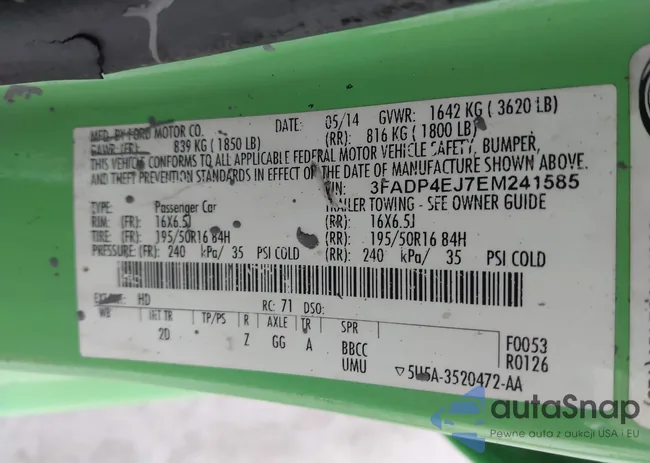 MFD. BY FORD MOTOR CO. DATE: 05/14 GVWR: 1642 KG ( 3620 LB)
GAWR: (FR): 839 KG ( 1850 LB) (RR): 816 KG ( 1800 LB)
THIS VEHICLE CONFORMS TO ALL APPLICABLE FEDERAL MOTOR VEHICLE SAFETY, BUMPER,
AND THEFT PREVENTION STANDARDS IN EFFECT ON THE DATE OF MANUFACTURE SHOWN ABOVE.
VIN: 3FADP4EJ7EM241585
TYPE: Passenger Car TRAILER TOWING - SEE OWNER GUIDE
RIM: (FR): 16X6.5J (RR): 16X6.5J
TIRE: (FR): 195/50R16 84H (RR): 195/50R16 84H
PRESSURE: (FR): 240 kPa/ 35 PSI COLD (RR): 240 kPa/ 35 PSI COLD
HD RC: 71 DSO:
WB INT TR TP/PS R AXLE TR SPR
2D Z GG A BBCC F0053
UMU R0126
5U5A-3520472-AA
autoSnap
Pewne auta z aukcji USA i EU